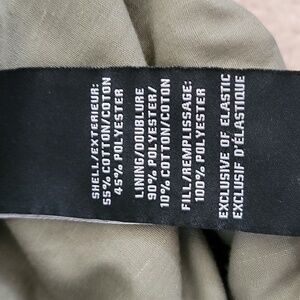 SHELL/EXTERIEUR:
55% COTTON/COTON
45% POLYESTER
LINING/DOUBLURE
90% POLYESTER/
10% COTTON/COTON
FILL/REMPLISSAGE:
100% POLYESTER
EXCLUSIVE OF ELASTIC
EXCLUSIF D'ÉLASTIQUE